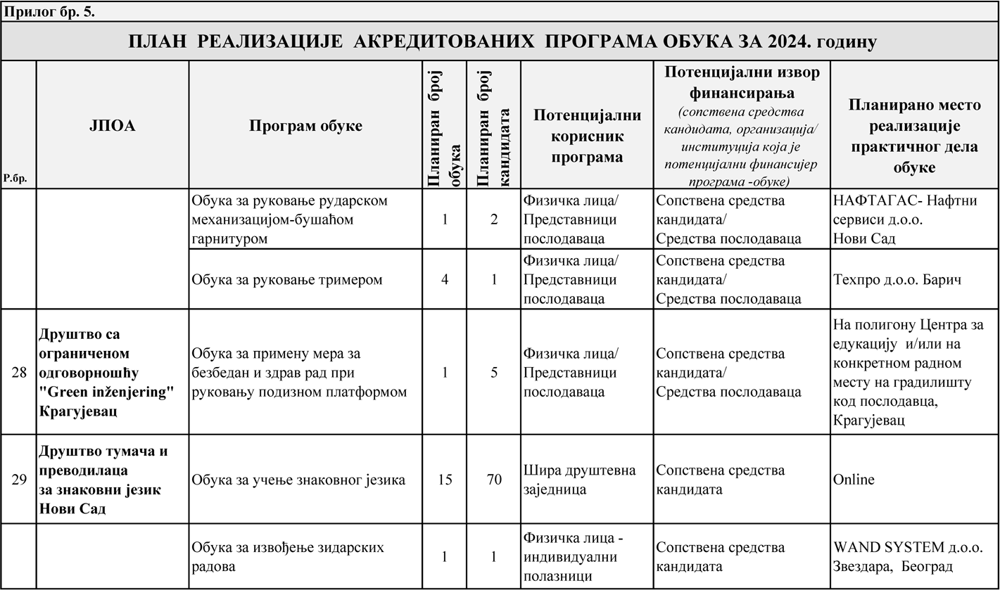 Прилог бр. 5.
ПЛАН РЕАЛИЗАЦИЈЕ АКРЕДИТОВАНИХ ПРОГРАМА ОБУКА ЗА 2024. годину
Р.бр.
ЈПОА
Програм обуке
Планиран број
обука
Планиран број
кандидата
Потенцијални
корисник
програма
Потенцијални извор
финансирања
(сопствена средства
кандидата, организација/
институција која је
потенцијални финансијер
програма -обуке)
Планирано место
реализације
практичног дела
обуке
Обука за руковање рударском
механизацијом-бушаћом
гарнитуром
1
2
Физичка лица/
Представници
послодаваца
Сопствена средства
кандидата/
Средства послодаваца
НАФТАГАС- Нафтни
сервиси д.о.о.
Нови Сад
Обука за руковање тримером
4
1
Физичка лица/
Представници
послодаваца
Сопствена средства
кандидата/
Средства послодаваца
Техпро д.о.о. Барич
28
Друштво са
ограниченом
одговорношћу
"Green inženjering"
Крагујевац
Обука за примену мера за
безбедан и здрав рад при
руковању подизном платформом
1
5
Физичка лица/
Представници
послодаваца
Сопствена средства
кандидата/
Средства послодаваца
На полигону Центра за
едукацију и/или на
конкретном радном
месту на градилишту
код послодавца,
Крагујевац
29
Друштво тумача и
преводилаца
за знаковни језик
Нови Сад
Обука за учење знаковног језика
15
70
Шира друштвена
заједница
Сопствена средства
кандидата
Online
Обука за извођење зидарских
радова
1
1
Физичка лица -
индивидуални
полазници
Сопствена средства
кандидата
WAND SYSTEM д.о.о.
Звездара, Београд